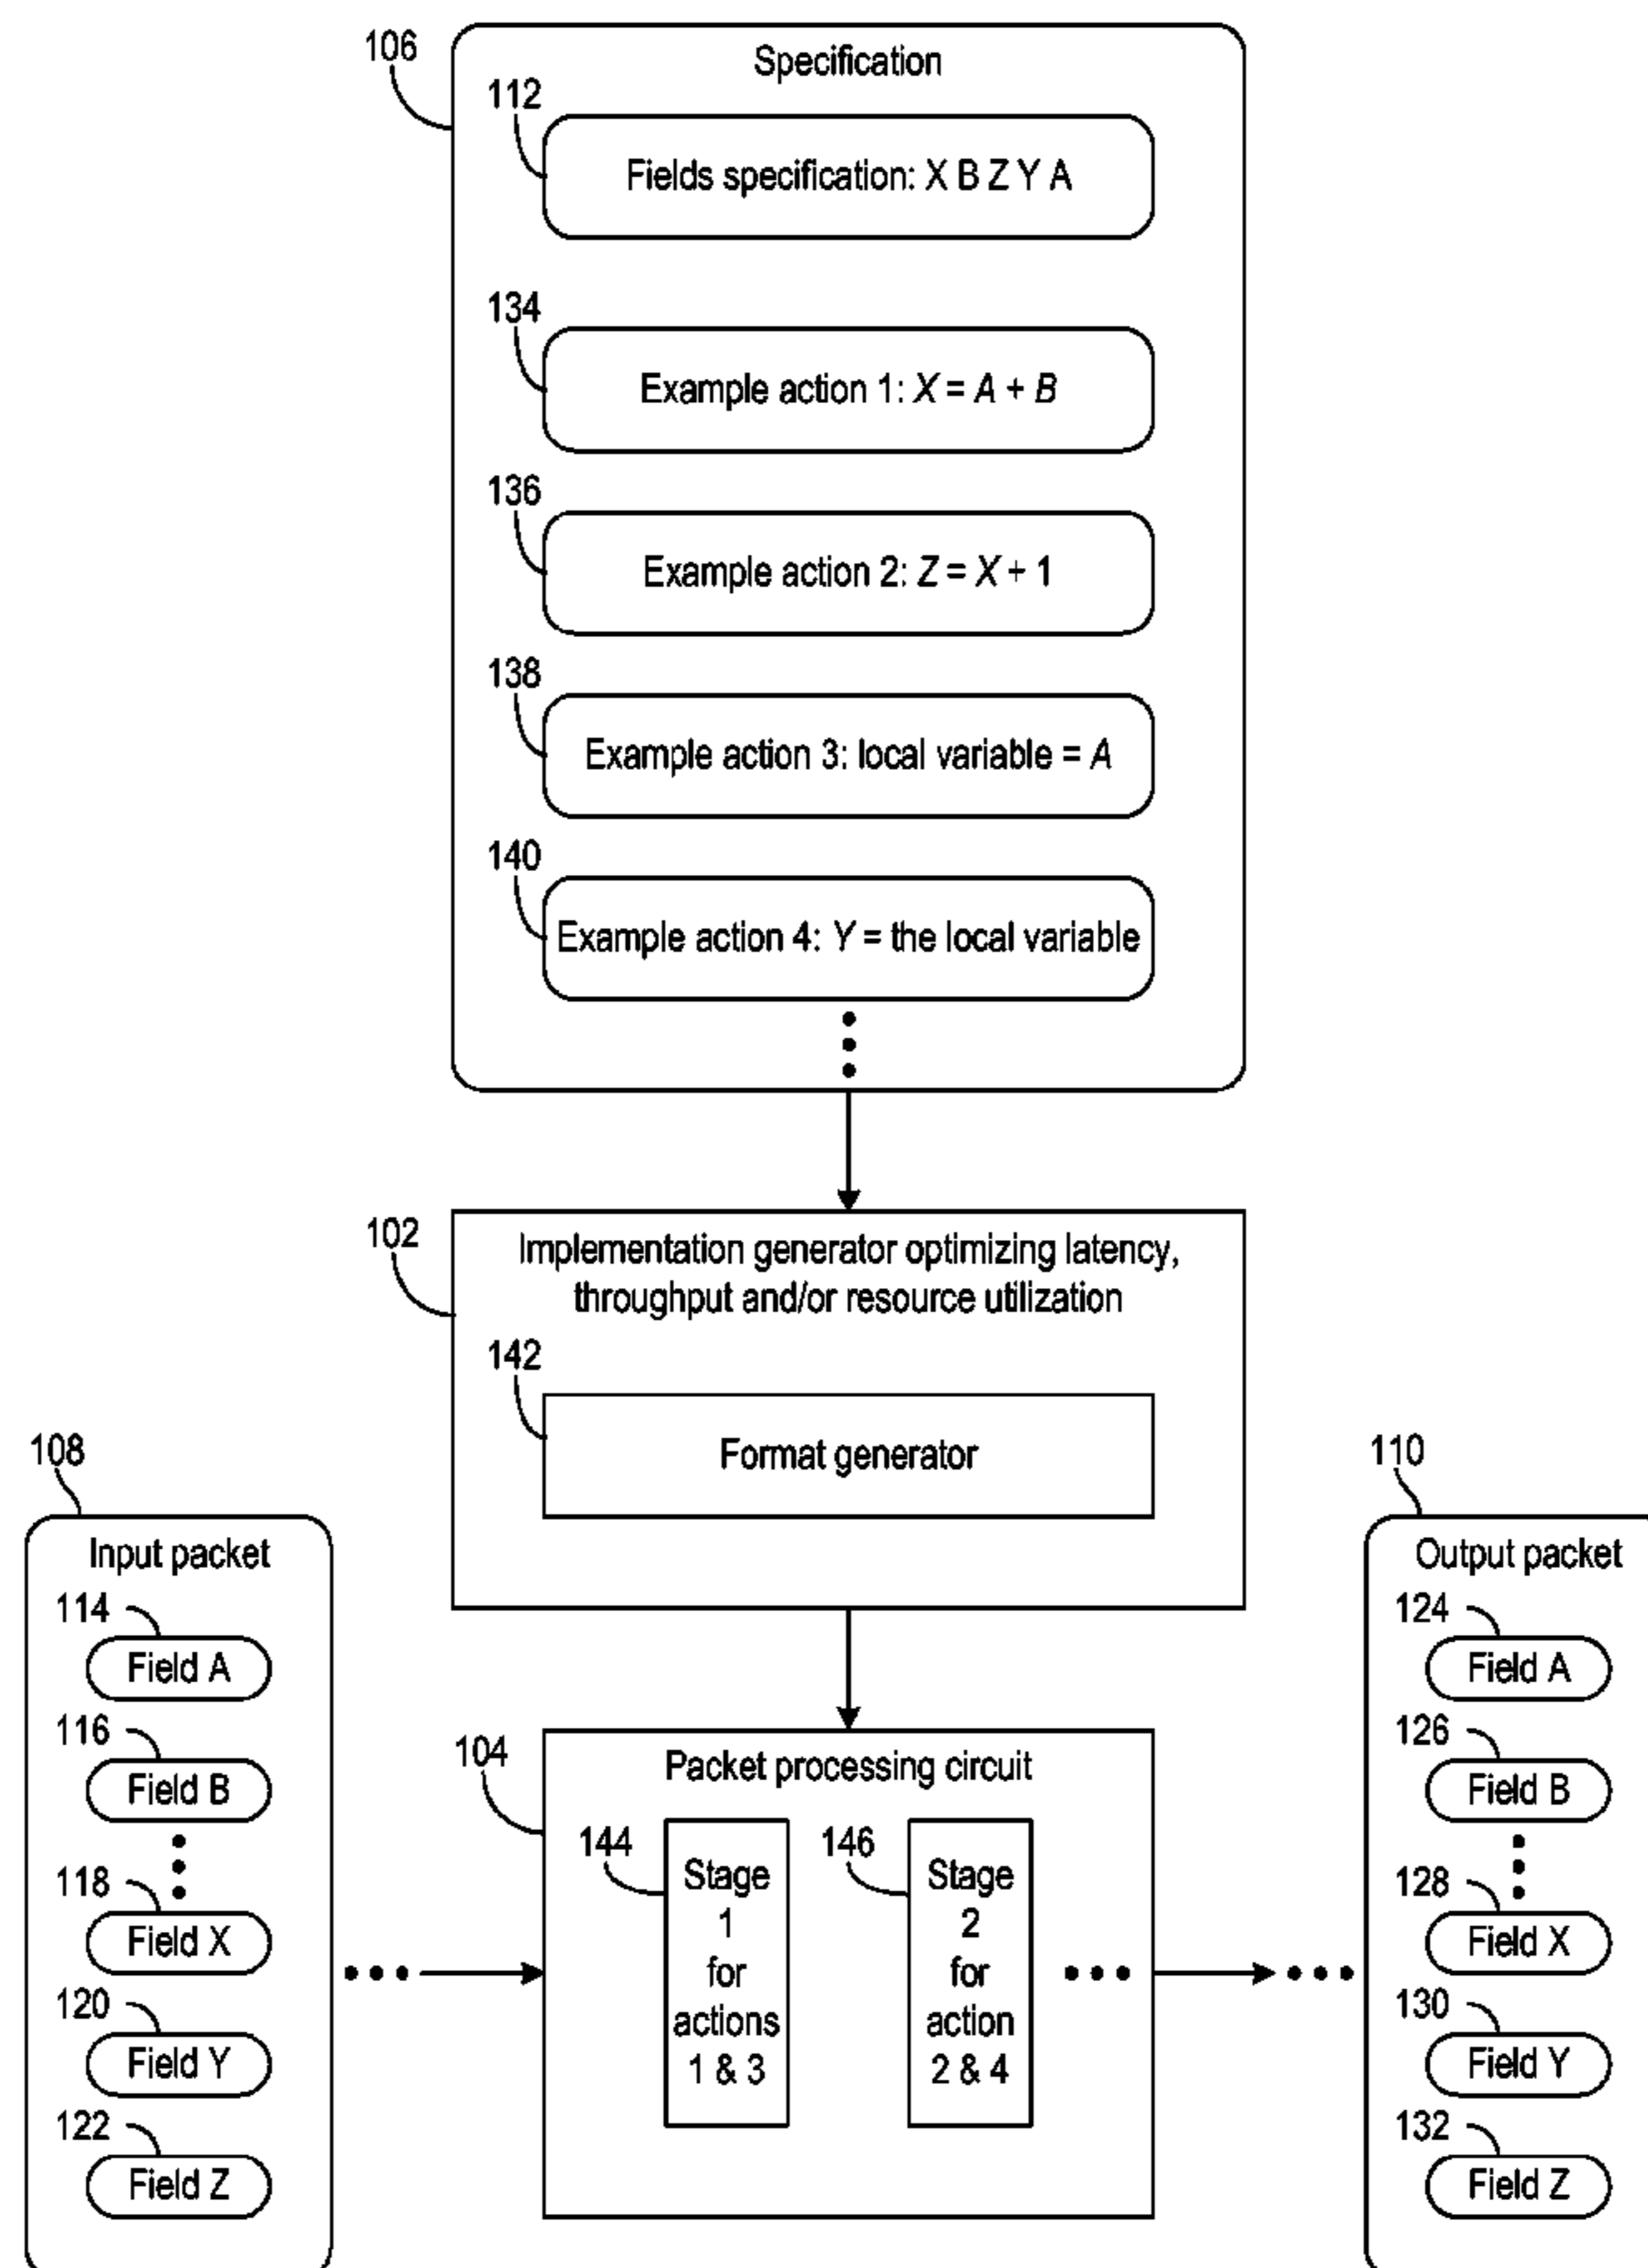 106
Specification
112
Fields specification: X B Z Y A
134
Example action 1: X = A + B
136
Example action 2: Z = X + 1
138
Example action 3: local variable = A
140
Example action 4: Y = the local variable
102
Implementation generator optimizing latency,
throughput and/or resource utilization
142
Format generator
108
Input packet
114
Field A
116
Field B
118
Field X
120
Field Y
122
Field Z
104
Packet processing circuit
144
Stage
1
for
actions
1 & 3
146
Stage
2
for
action
2 & 4
110
Output packet
124
Field A
126
Field B
128
Field X
130
Field Y
132
Field Z